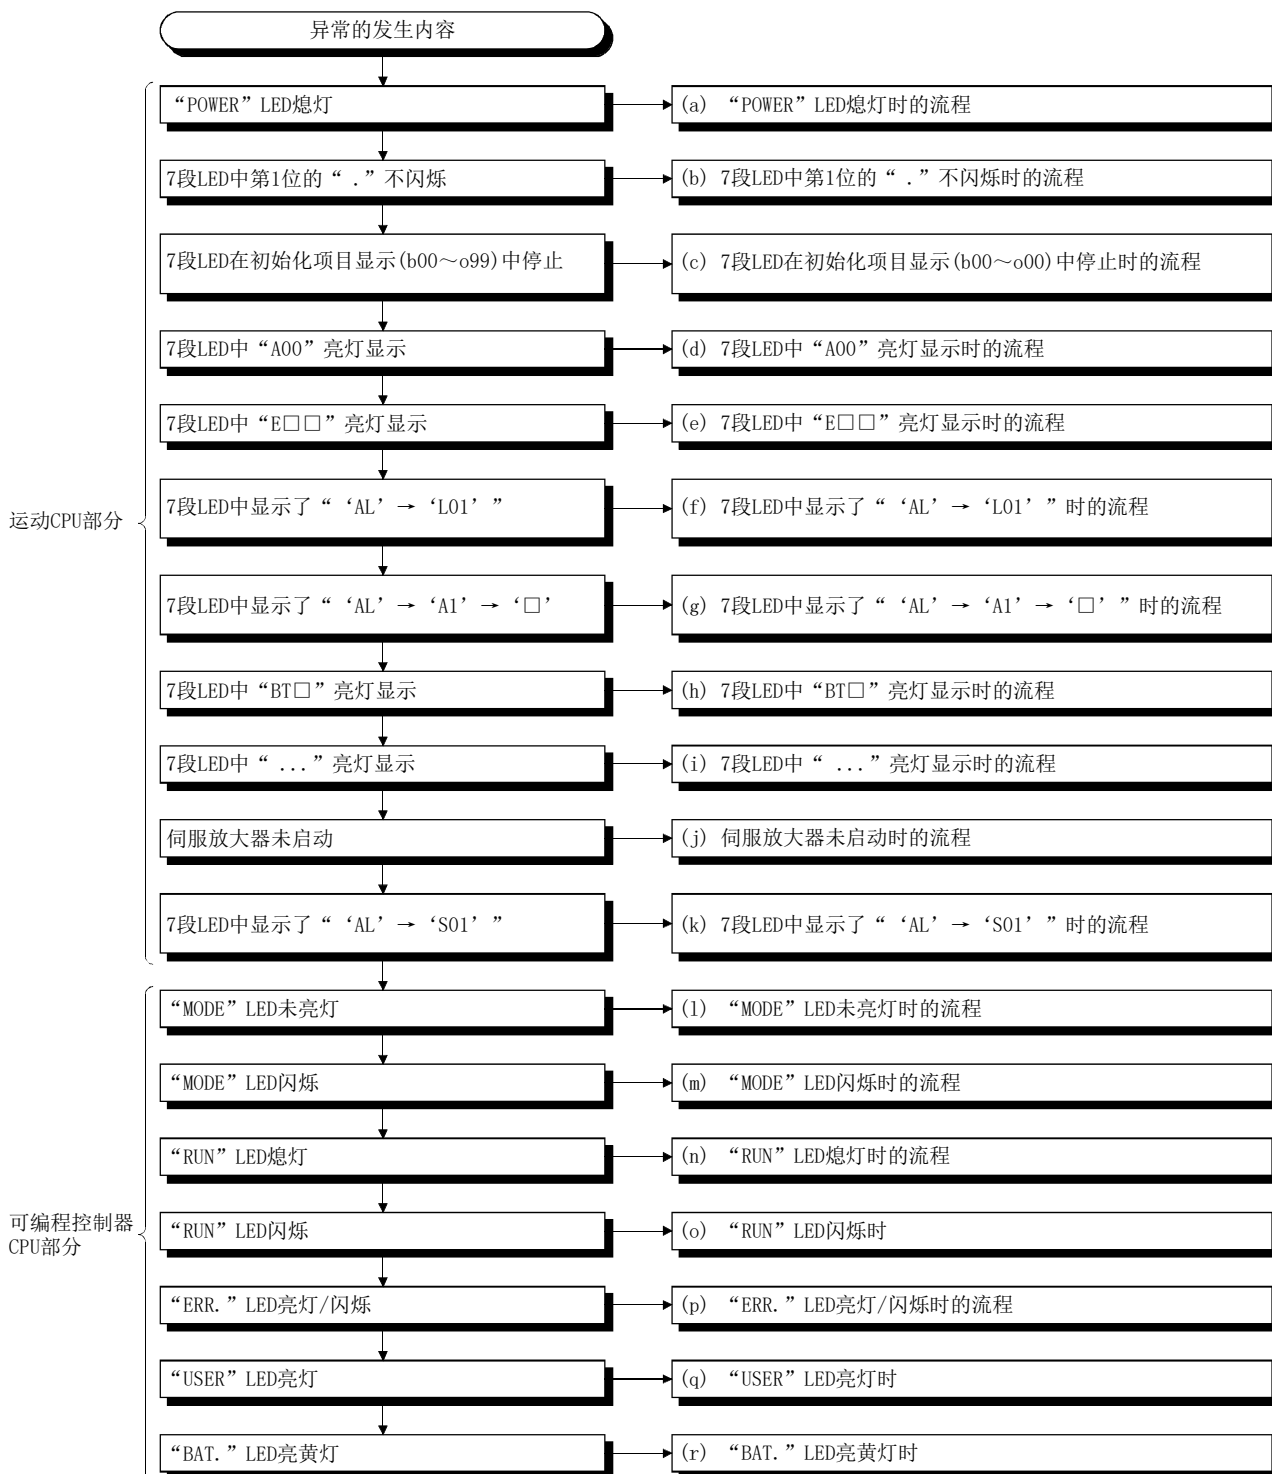 异常的发生内容
“POWER”LED熄灯
(a) “POWER”LED熄灯时的流程
7段LED中第1位的“ .”不闪烁
(b) 7段LED中第1位的“ .”不闪烁时的流程
7段LED在初始化项目显示(b00～o99)中停止
(c) 7段LED在初始化项目显示(b00～o00)中停止时的流程
7段LED中“A00”亮灯显示
(d) 7段LED中“A00”亮灯显示时的流程
7段LED中“E□□”亮灯显示
(e) 7段LED中“E□□”亮灯显示时的流程
7段LED中显示了“ ‘AL’→ ‘L01’ ”
(f) 7段LED中显示了“ ‘AL’→ ‘L01’ ”时的流程
7段LED中显示了“ ‘AL’→ ‘A1’→ ‘□’
(g) 7段LED中显示了“ ‘AL’→ ‘A1’→ ‘□’ ”时的流程
7段LED中“BT□”亮灯显示
(h) 7段LED中“BT□”亮灯显示时的流程
7段LED中“ ...”亮灯显示
(i) 7段LED中“ ...”亮灯显示时的流程
伺服放大器未启动
(j) 伺服放大器未启动时的流程
7段LED中显示了“ ‘AL’→ ‘S01’ ”
(k) 7段LED中显示了“ ‘AL’→ ‘S01’ ”时的流程
运动CPU部分
“MODE”LED未亮灯
(l) “MODE”LED未亮灯时的流程
“MODE”LED闪烁
(m) “MODE”LED闪烁时的流程
“RUN”LED熄灯
(n) “RUN”LED熄灯时的流程
“RUN”LED闪烁
(o) “RUN”LED闪烁时
“ERR.”LED亮灯/闪烁
(p) “ERR.”LED亮灯/闪烁时的流程
“USER”LED亮灯
(q) “USER”LED亮灯时
“BAT.”LED亮黄灯
(r) “BAT.”LED亮黄灯时
可编程控制器
CPU部分